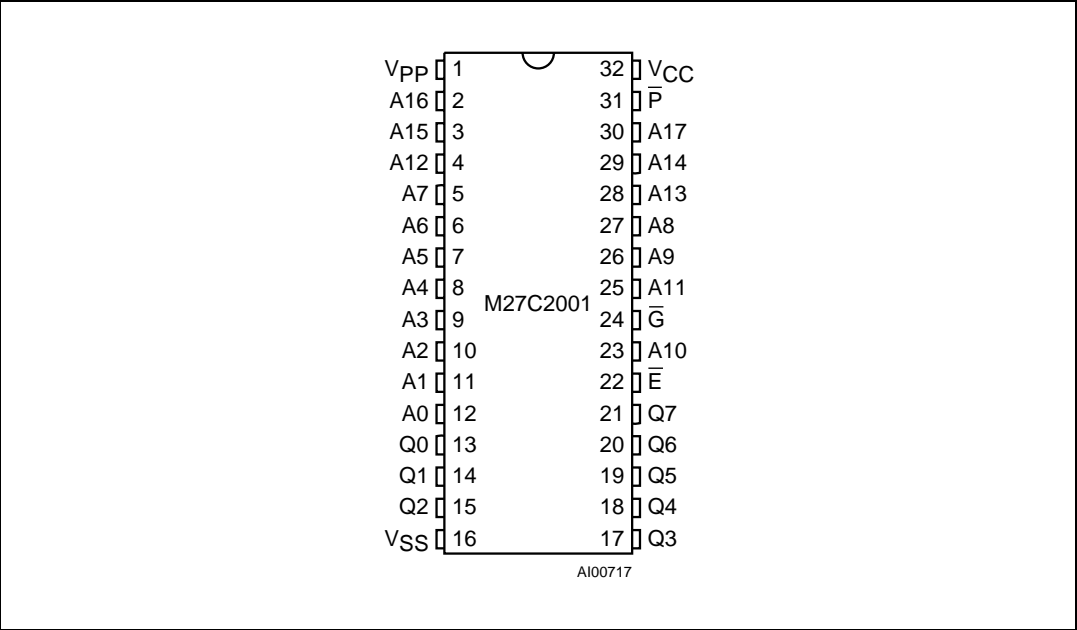 VPP 1 32 VCC
A16 2 31 P̅
A15 3 30 A17
A12 4 29 A14
A7 5 28 A13
A6 6 27 A8
A5 7 26 A9
A4 8 25 A11
M27C2001
A3 9 24 G̅
A2 10 23 A10
A1 11 22 E̅
A0 12 21 Q7
Q0 13 20 Q6
Q1 14 19 Q5
Q2 15 18 Q4
VSS 16 17 Q3
AI00717